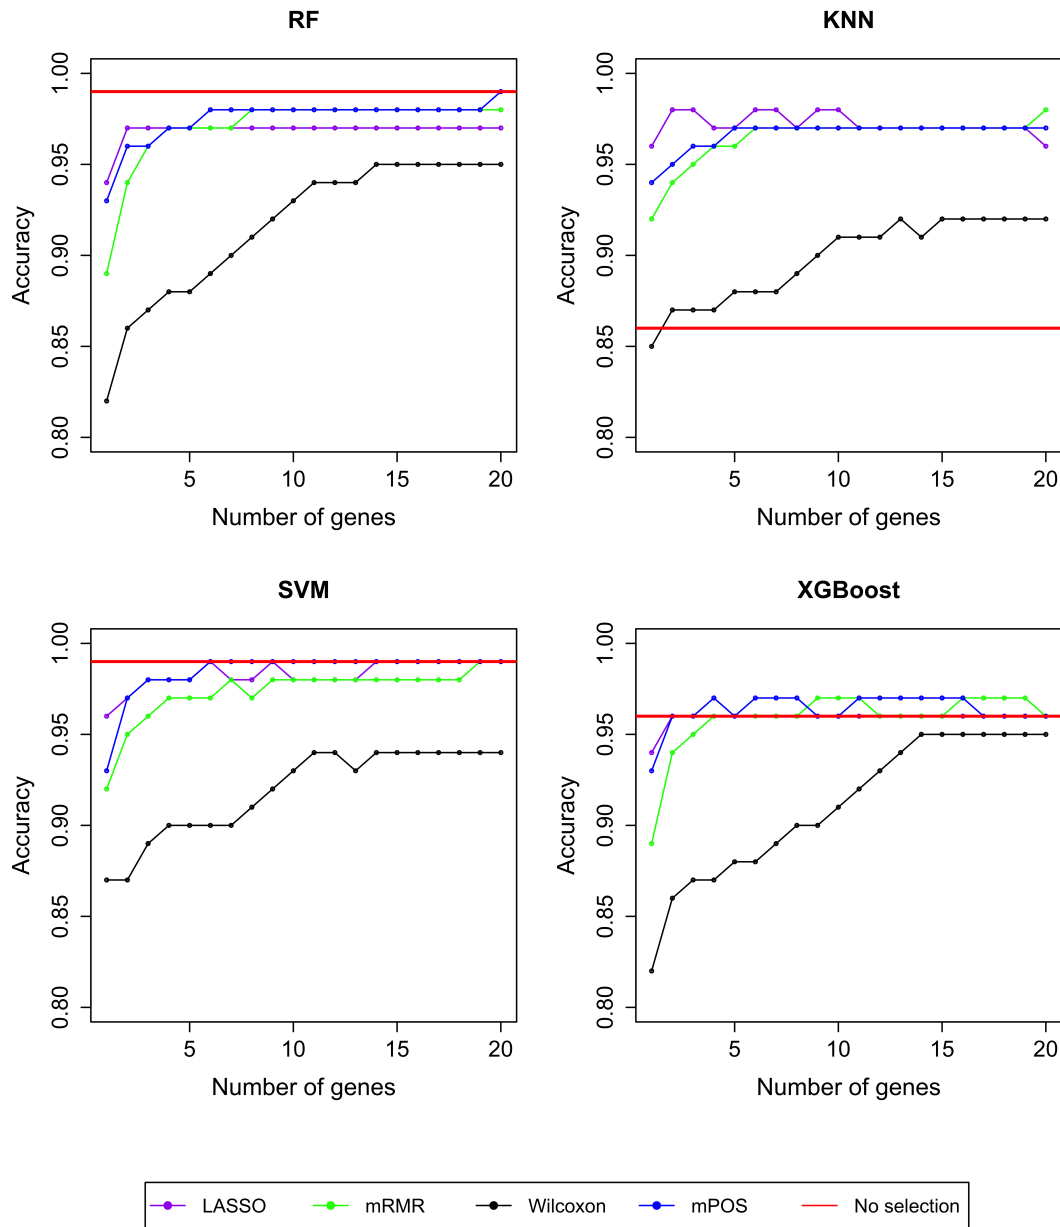 RF
KNN
Accuracy
0.80 0.85 0.90 0.95 1.00
5 10 15 20
Number of genes
Accuracy
0.80 0.85 0.90 0.95 1.00
5 10 15 20
Number of genes
SVM
XGBoost
Accuracy
0.80 0.85 0.90 0.95 1.00
5 10 15 20
Number of genes
Accuracy
0.80 0.85 0.90 0.95 1.00
5 10 15 20
Number of genes
LASSO mRMR Wilcoxon mPOS No selection